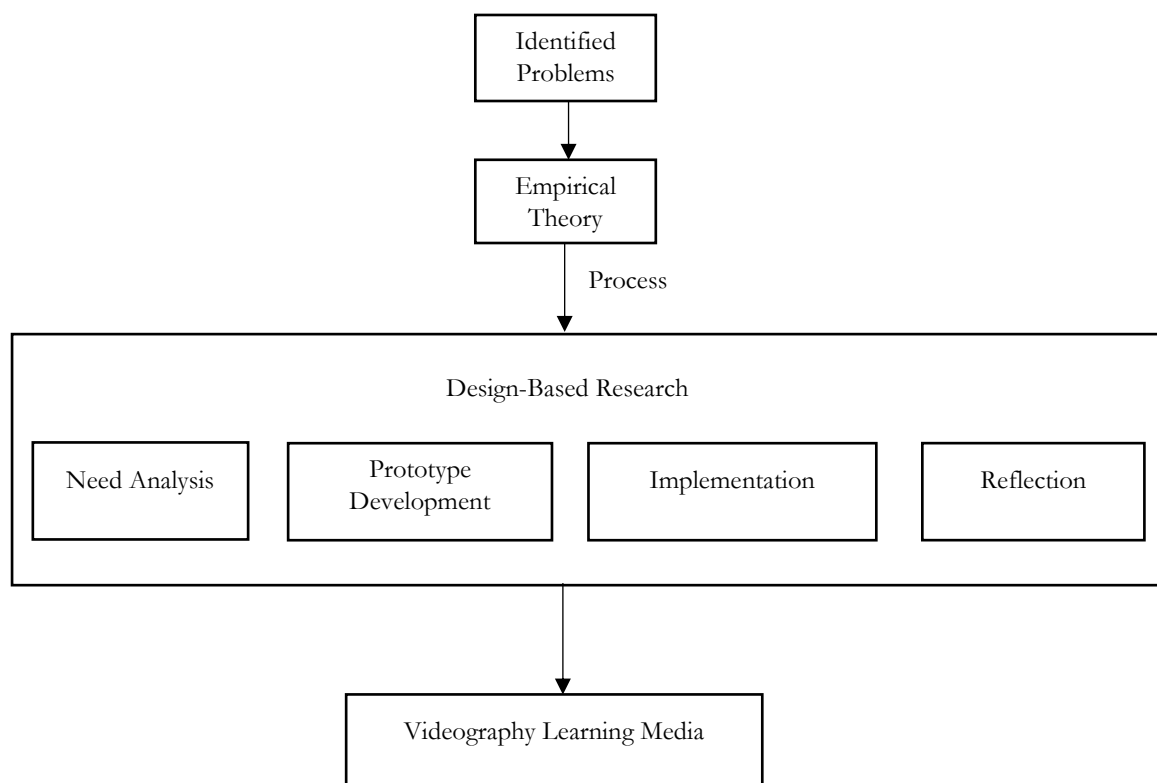 Identified
Problems
Empirical
Theory
Process
Design-Based Research
Need Analysis
Prototype
Development
Implementation
Reflection
Videography Learning Media